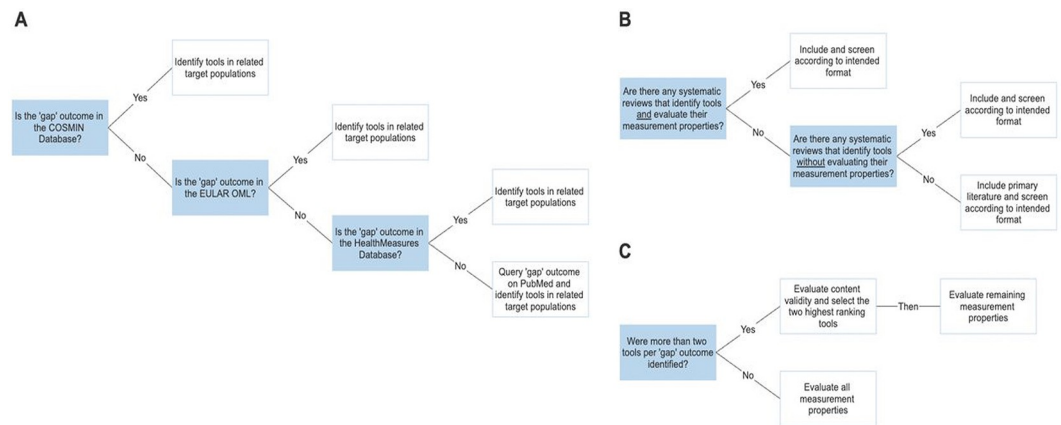 A
Identify tools in related
target populations
Yes
Is the 'gap' outcome in
the COSMIN
Database?
No
Identify tools in related
target populations
Yes
Is the 'gap' outcome in
the EULAR OML?
No
Identify tools in related
target populations
Yes
Is the 'gap' outcome in
the HealthMeasures
Database?
No
Query 'gap' outcome
on PubMed and
identify tools in related
target populations
B
Include and screen
according to intended
format
Yes
Are there any systematic
reviews that identify tools
and evaluate their
measurement properties?
No
Include and screen
according to intended
format
Yes
Are there any systematic
reviews that identify tools
without evaluating their
measurement properties?
No
Include primary
literature and screen
according to intended
format
C
Evaluate content
validity and select the
two highest ranking
tools
Then
Evaluate remaining
measurement
properties
Yes
Were more than two
tools per 'gap' outcome
identified?
No
Evaluate all
measurement
properties